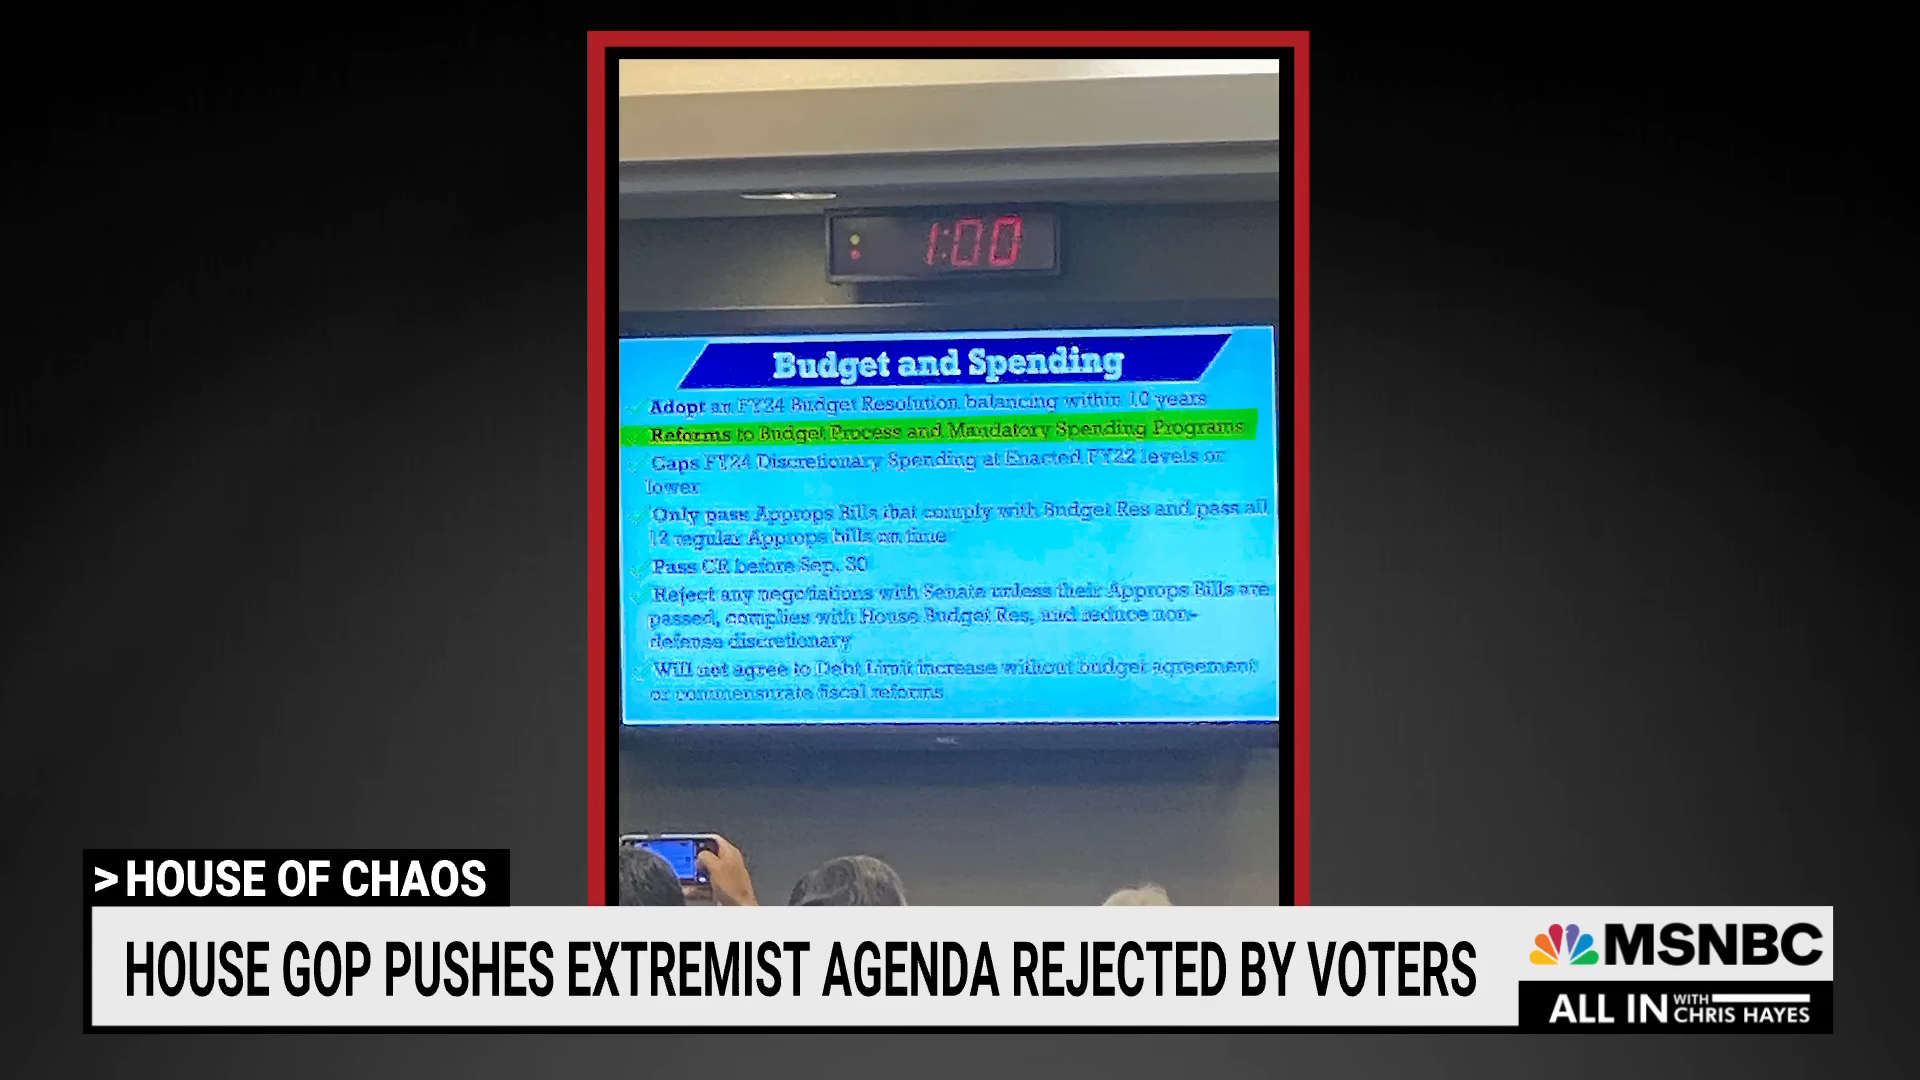 1:00
Budget and Spending
Adopt an FY24 Budget Resolution balancing within 10 years
Reforms to Budget Process and Mandatory Spending Programs
Caps FY24 Discretionary Spending at Enacted FY22 levels or
lower
Only pass Approps Bills that comply with Budget Res and pass all
12 regular Approps bills on time
Pass CR before Sep. 30
Reject any negotiations with Senate unless their Approps Bills are
passed, complies with House Budget Res, and reduce non-
defense discretionary
Will not agree to Debt Limit increase without budget agreement
or commensurate fiscal reforms
NEC
> HOUSE OF CHAOS
HOUSE GOP PUSHES EXTREMIST AGENDA REJECTED BY VOTERS
MSNBC
ALL IN WITH CHRIS HAYES